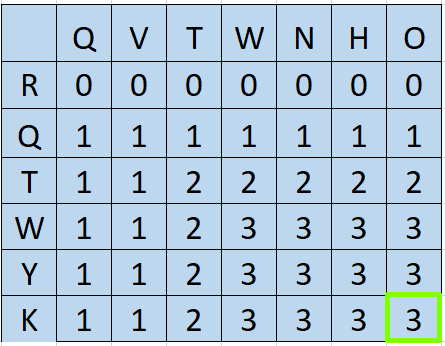 Q V T W N H O
R 0 0 0 0 0 0 0
Q 1 1 1 1 1 1 1
T 1 1 2 2 2 2 2
W 1 1 2 3 3 3 3
Y 1 1 2 3 3 3 3
K 1 1 2 3 3 3 3